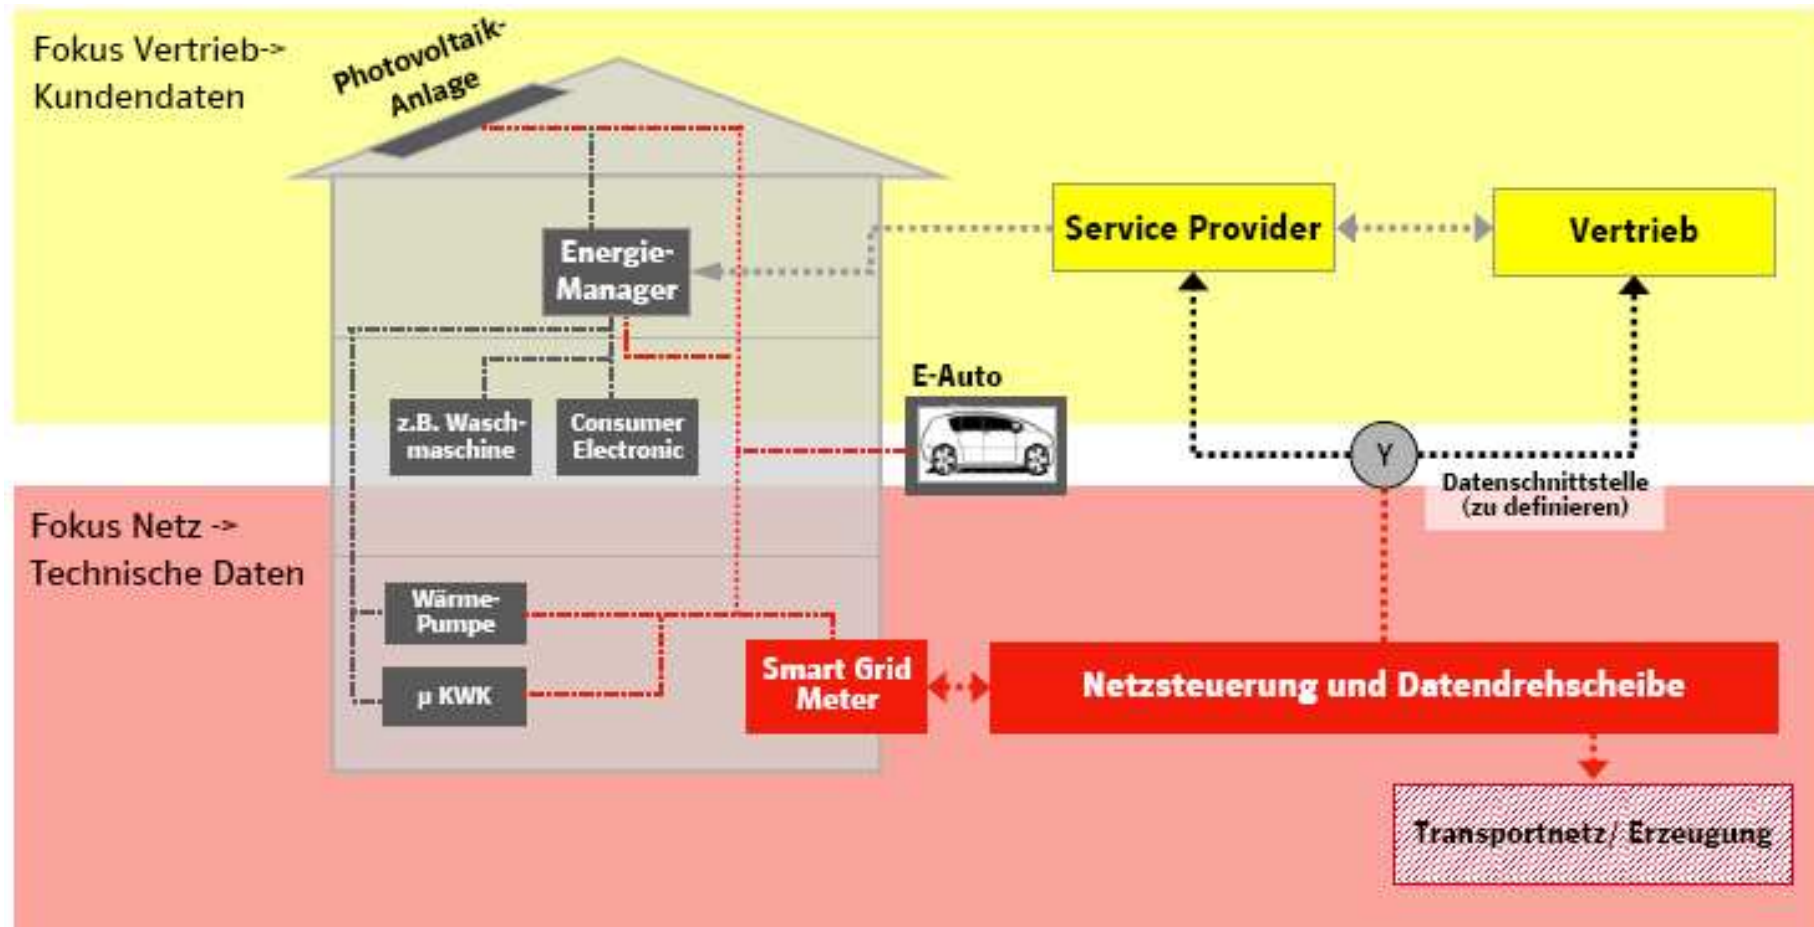 Fokus Vertrieb->
Kundendaten
Photovoltaik-
Anlage
Energie-
Manager
Service Provider
Vertrieb
E-Auto
z.B. Wasch-
maschine
Consumer
Electronic
Y
Datenschnittstelle
(zu definieren)
Fokus Netz ->
Technische Daten
Wärme-
Pumpe
µ KWK
Smart Grid
Meter
Netzsteuerung und Datendrehscheibe
Transportnetz/ Erzeugung